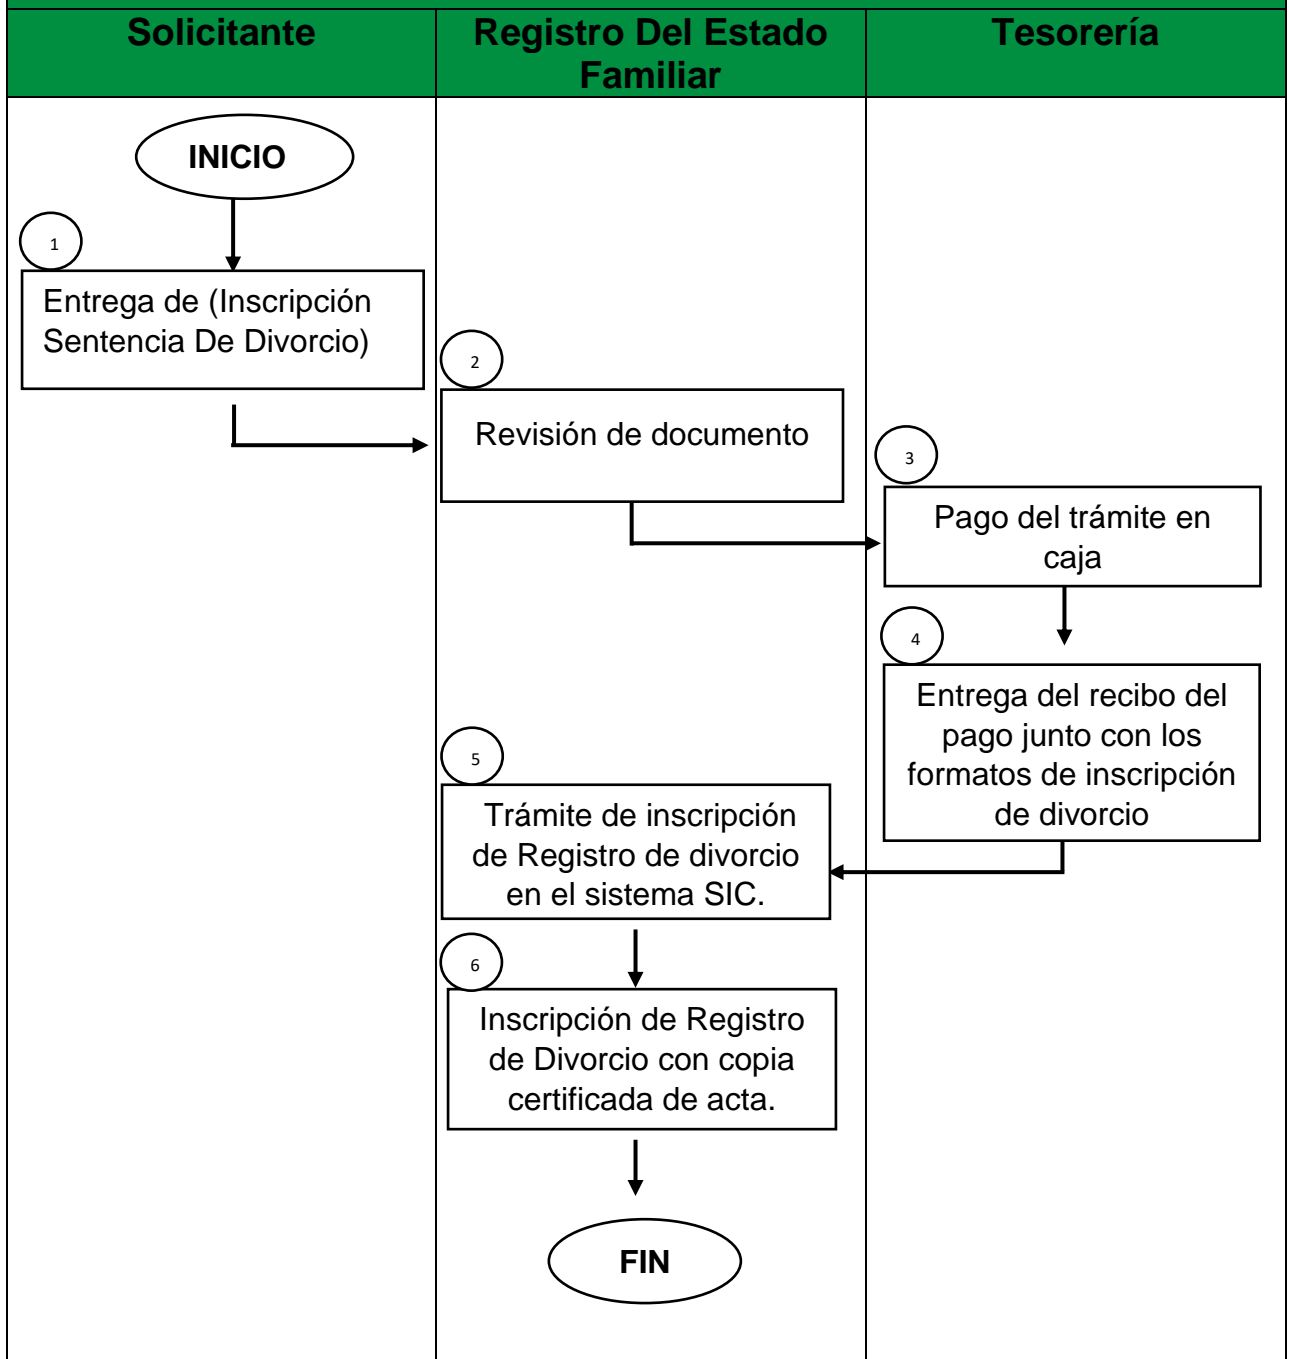 Solicitante
Registro Del Estado
Familiar
Tesorería
INICIO
1
Entrega de (Inscripción
Sentencia De Divorcio)
2
Revisión de documento
3
Pago del trámite en
caja
4
Entrega del recibo del
pago junto con los
formatos de inscripción
de divorcio
5
Trámite de inscripción
de Registro de divorcio
en el sistema SIC.
6
Inscripción de Registro
de Divorcio con copia
certificada de acta.
FIN